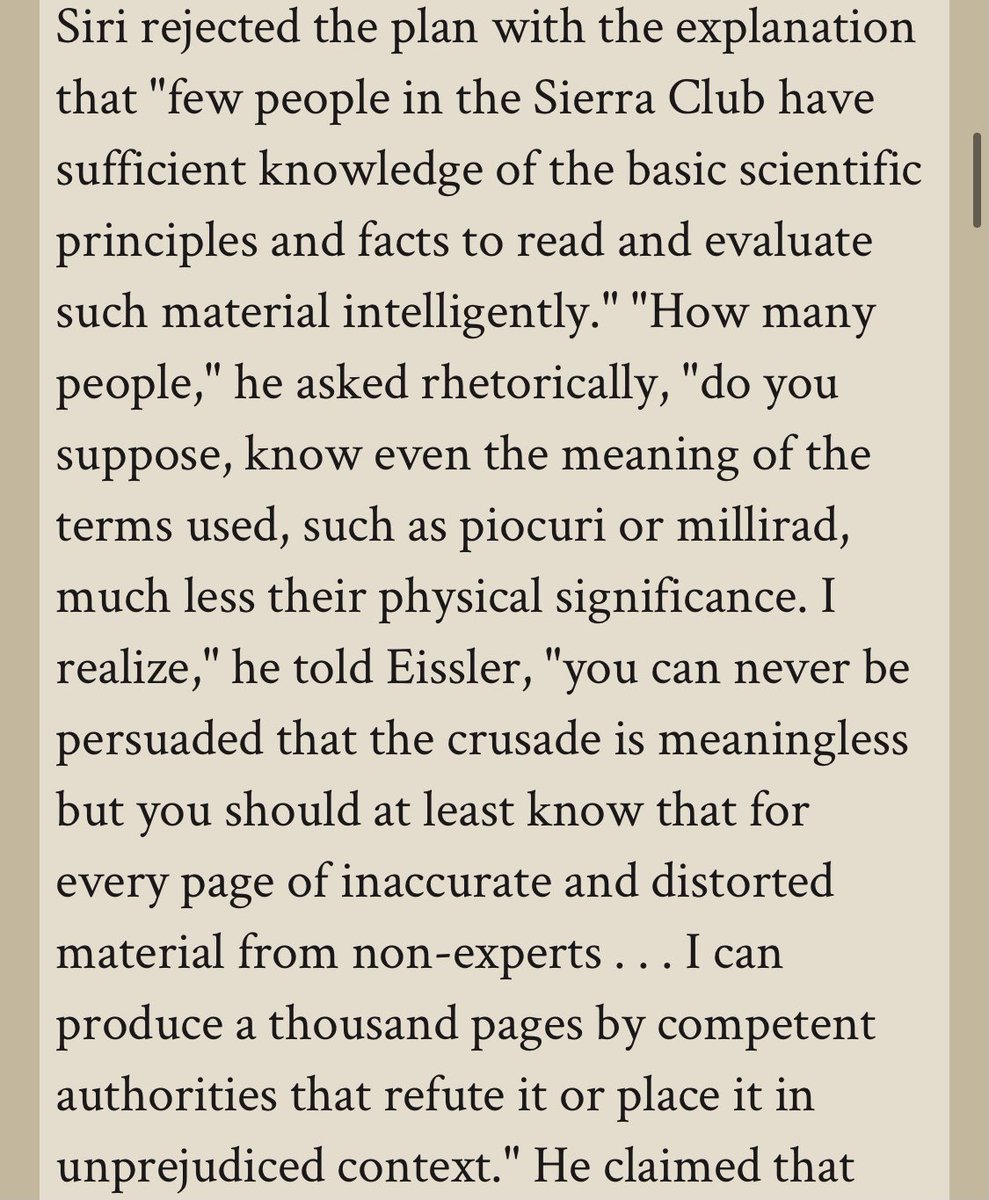 Siri rejected the plan with the explanation
that "few people in the Sierra Club have
sufficient knowledge of the basic scientific
principles and facts to read and evaluate
such material intelligently." "How many
people," he asked rhetorically, "do you
suppose, know even the meaning of the
terms used, such as piocuri or millirad,
much less their physical significance. I
realize," he told Eissler, "you can never be
persuaded that the crusade is meaningless
but you should at least know that for
every page of inaccurate and distorted
material from non-experts . . . I can
produce a thousand pages by competent
authorities that refute it or place it in
unprejudiced context." He claimed that